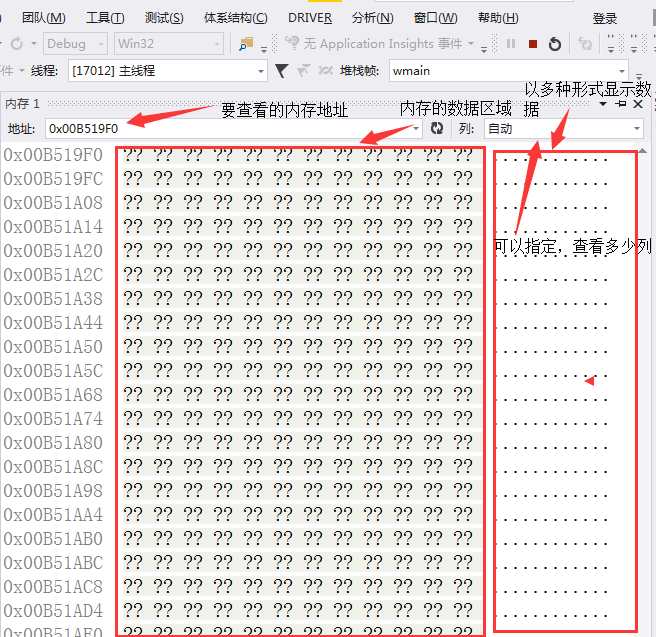 团队(M) 工具(T) 测试(S) 体系结构(C) DRIVER 分析(N) 窗口(W) 帮助(H) 登录
Debug Win32 无 Application Insights 事件
件 线程: [17012] 主线程 堆栈帧: wmain
内存 1
以多种形式显示数据
要查看的内存地址
内存的数据区域
地址: 0x00B519F0 列: 自动
可以指定，查看多少列
0x00B519F0 ?? ?? ?? ?? ?? ?? ?? ?? ?? ?? ?? ?? ............
0x00B519FC ?? ?? ?? ?? ?? ?? ?? ?? ?? ?? ?? ?? ............
0x00B51A08 ?? ?? ?? ?? ?? ?? ?? ?? ?? ?? ?? ?? ............
0x00B51A14 ?? ?? ?? ?? ?? ?? ?? ?? ?? ?? ?? ?? ............
0x00B51A20 ?? ?? ?? ?? ?? ?? ?? ?? ?? ?? ?? ?? ............
0x00B51A2C ?? ?? ?? ?? ?? ?? ?? ?? ?? ?? ?? ?? ............
0x00B51A38 ?? ?? ?? ?? ?? ?? ?? ?? ?? ?? ?? ?? ............
0x00B51A44 ?? ?? ?? ?? ?? ?? ?? ?? ?? ?? ?? ?? ............
0x00B51A50 ?? ?? ?? ?? ?? ?? ?? ?? ?? ?? ?? ?? ............
0x00B51A5C ?? ?? ?? ?? ?? ?? ?? ?? ?? ?? ?? ?? ............
0x00B51A68 ?? ?? ?? ?? ?? ?? ?? ?? ?? ?? ?? ?? ............
0x00B51A74 ?? ?? ?? ?? ?? ?? ?? ?? ?? ?? ?? ?? ............
0x00B51A80 ?? ?? ?? ?? ?? ?? ?? ?? ?? ?? ?? ?? ............
0x00B51A8C ?? ?? ?? ?? ?? ?? ?? ?? ?? ?? ?? ?? ............
0x00B51A98 ?? ?? ?? ?? ?? ?? ?? ?? ?? ?? ?? ?? ............
0x00B51AA4 ?? ?? ?? ?? ?? ?? ?? ?? ?? ?? ?? ?? ............
0x00B51AB0 ?? ?? ?? ?? ?? ?? ?? ?? ?? ?? ?? ?? ............
0x00B51ABC ?? ?? ?? ?? ?? ?? ?? ?? ?? ?? ?? ?? ............
0x00B51AC8 ?? ?? ?? ?? ?? ?? ?? ?? ?? ?? ?? ?? ............
0x00B51AD4 ?? ?? ?? ?? ?? ?? ?? ?? ?? ?? ?? ?? ............
0x00B51AE0 ?? ?? ?? ?? ?? ?? ?? ?? ?? ?? ?? ??